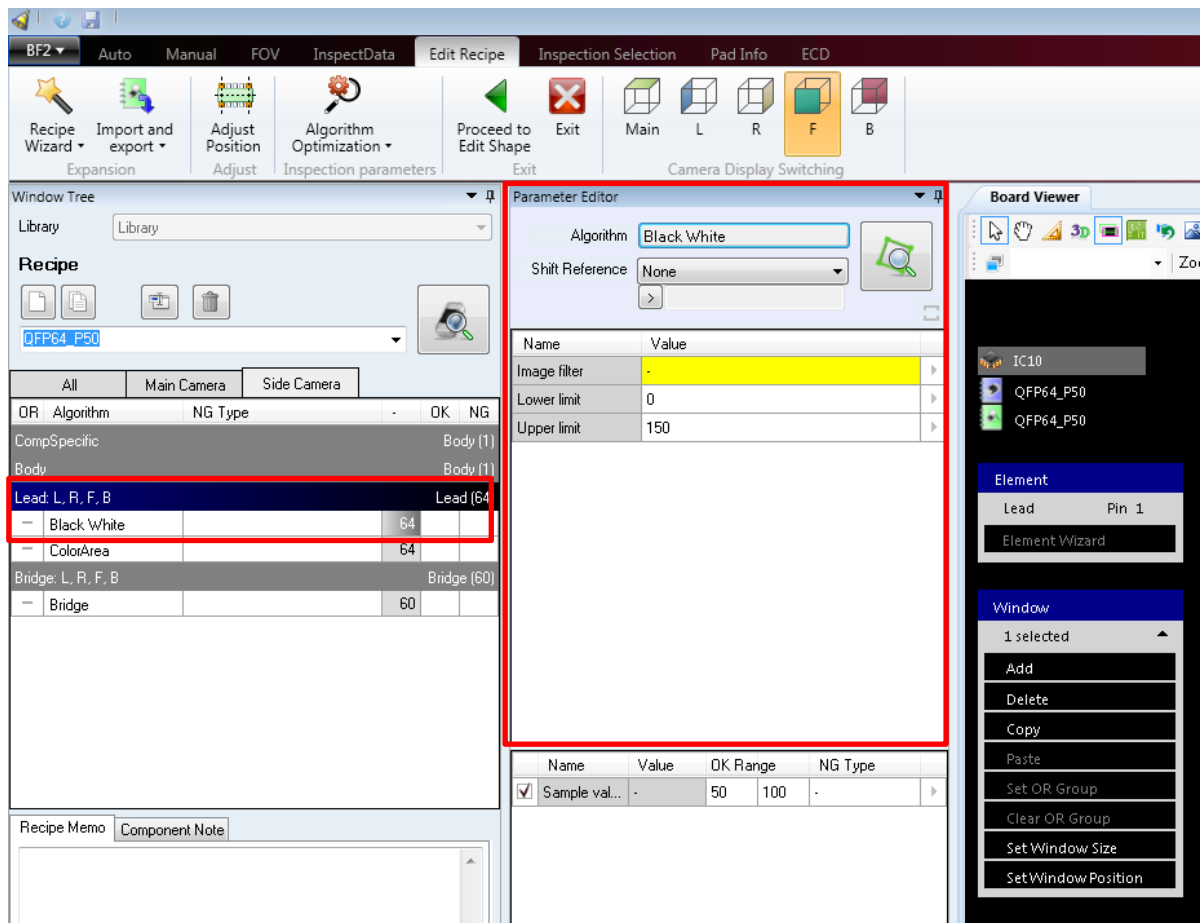 BF2
Auto Manual FOV InspectData Edit Recipe Inspection Selection Pad Info ECD
Recipe Wizard
Import and export
Adjust Position
Algorithm Optimization
Proceed to Edit Shape
Exit
Main L R F B
Expansion Adjust Inspection parameters Exit Camera Display Switching
Window Tree
Library Library
Recipe
QFP64_P50
All Main Camera Side Camera
OR Algorithm NG Type - OK NG
CompSpecific Body (1)
Body Body (1)
Lead: L, R, F, B Lead (64
Black White 64
ColorArea 64
Bridge: L, R, F, B Bridge (60)
Bridge 60
Recipe Memo Component Note
Parameter Editor
Algorithm Black White
Shift Reference None
>
Name Value
Image filter -
Lower limit 0
Upper limit 150
Name Value OK Range NG Type
Sample val... - 50 100 -
Board Viewer
3D
Zo
IC10
QFP64_P50
QFP64_P50
Element
Lead Pin 1
Element Wizard
Window
1 selected
Add
Delete
Copy
Paste
Set OR Group
Clear OR Group
Set Window Size
Set Window Position